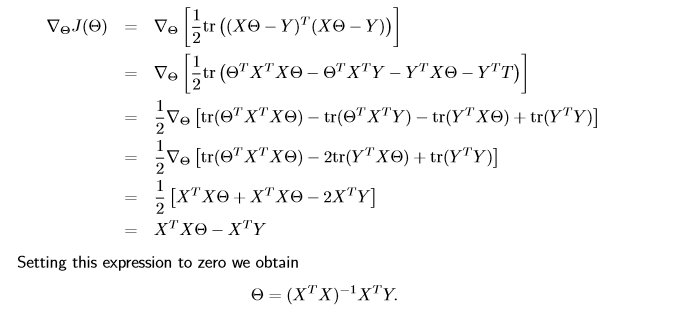 ∇_Θ J(Θ) = ∇_Θ [ 1/2 tr ( (XΘ − Y)^T (XΘ − Y) ) ]
= ∇_Θ [ 1/2 tr ( Θ^T X^T XΘ − Θ^T X^T Y − Y^T XΘ − Y^T T ) ]
= 1/2 ∇_Θ [ tr(Θ^T X^T XΘ) − tr(Θ^T X^T Y) − tr(Y^T XΘ) + tr(Y^T Y) ]
= 1/2 ∇_Θ [ tr(Θ^T X^T XΘ) − 2tr(Y^T XΘ) + tr(Y^T Y) ]
= 1/2 [ X^T XΘ + X^T XΘ − 2X^T Y ]
= X^T XΘ − X^T Y
Setting this expression to zero we obtain
Θ = (X^T X)^{−1} X^T Y.